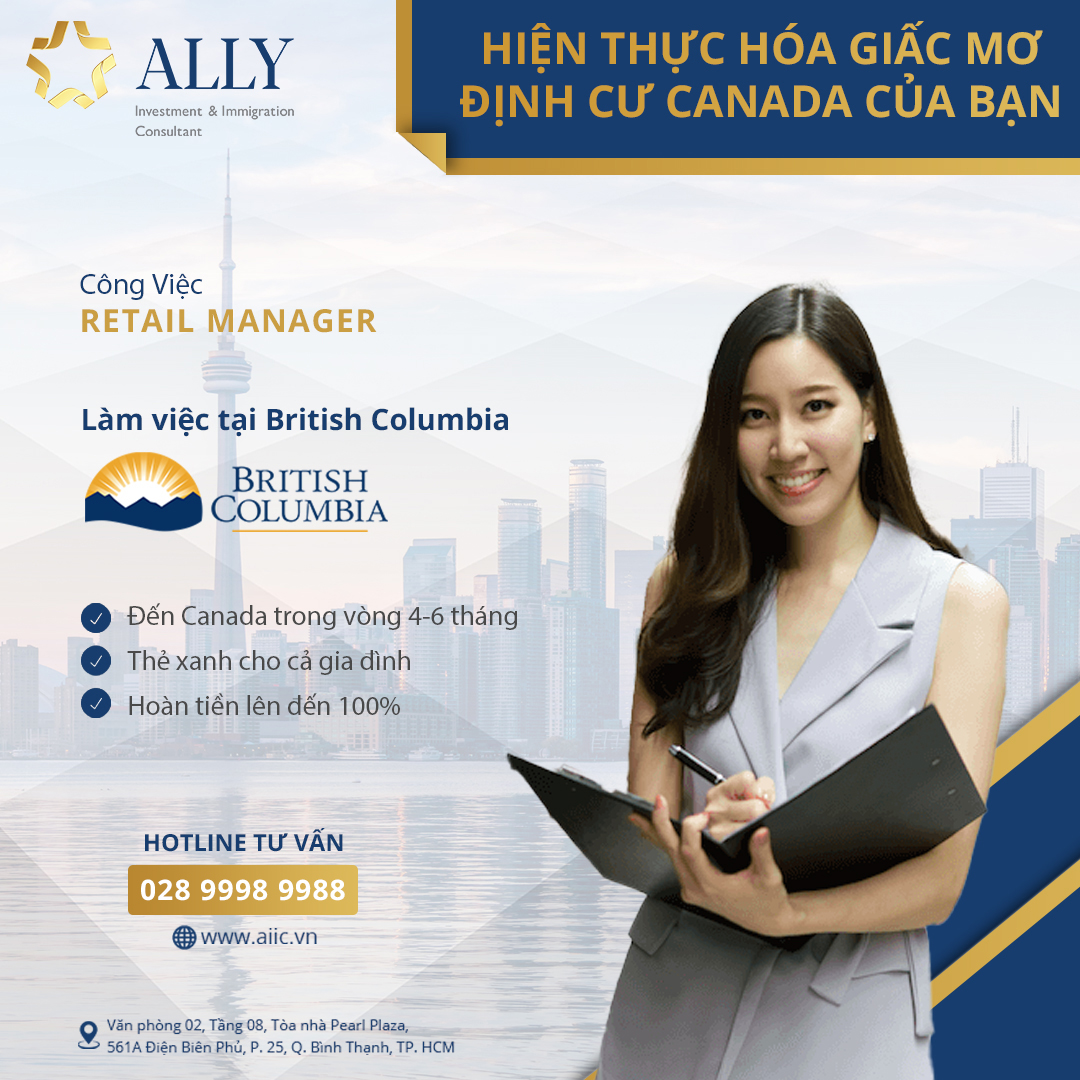 ALLY
Investment & Immigration
Consultant
HIỆN THỰC HÓA GIẤC MƠ
ĐỊNH CƯ CANADA CỦA BẠN
Công Việc
RETAIL MANAGER
Làm việc tại British Columbia
BRITISH
COLUMBIA
Đến Canada trong vòng 4-6 tháng
Thẻ xanh cho cả gia đình
Hoàn tiền lên đến 100%
HOTLINE TƯ VẤN
028 9998 9988
www.aiic.vn
Văn phòng 02, Tầng 08, Tòa nhà Pearl Plaza,
561A Điện Biên Phủ, P. 25, Q. Bình Thạnh, TP. HCM